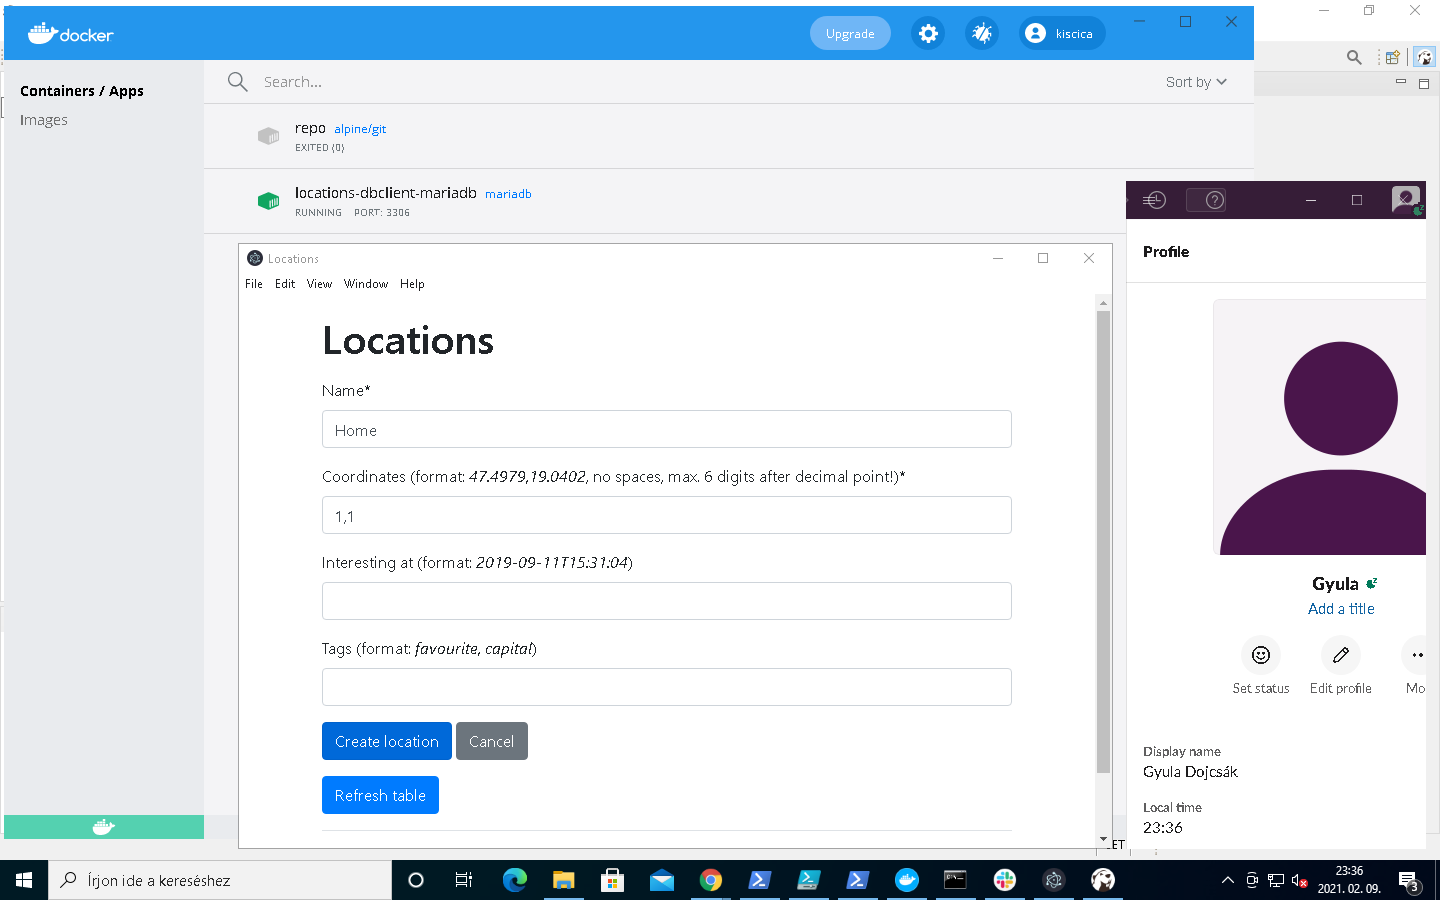 docker
Upgrade
kiscica
Containers / Apps
Images
Search...
Sort by
repo alpine/git
EXITED (0)
locations-dbclient-mariadb mariadb
RUNNING PORT: 3306
Locations
File Edit View Window Help
Locations
Name*
Home
Coordinates (format: 47.4979,19.0402, no spaces, max. 6 digits after decimal point!)*
1,1
Interesting at (format: 2019-09-11T15:31:04)
Tags (format: favourite, capital)
Create location
Cancel
Refresh table
Profile
Gyula
Add a title
Set status
Edit profile
Mo
Display name
Gyula Dojcsák
Local time
23:36
ET
Írjon ide a kereséshez
23:36
2021. 02. 09.
3